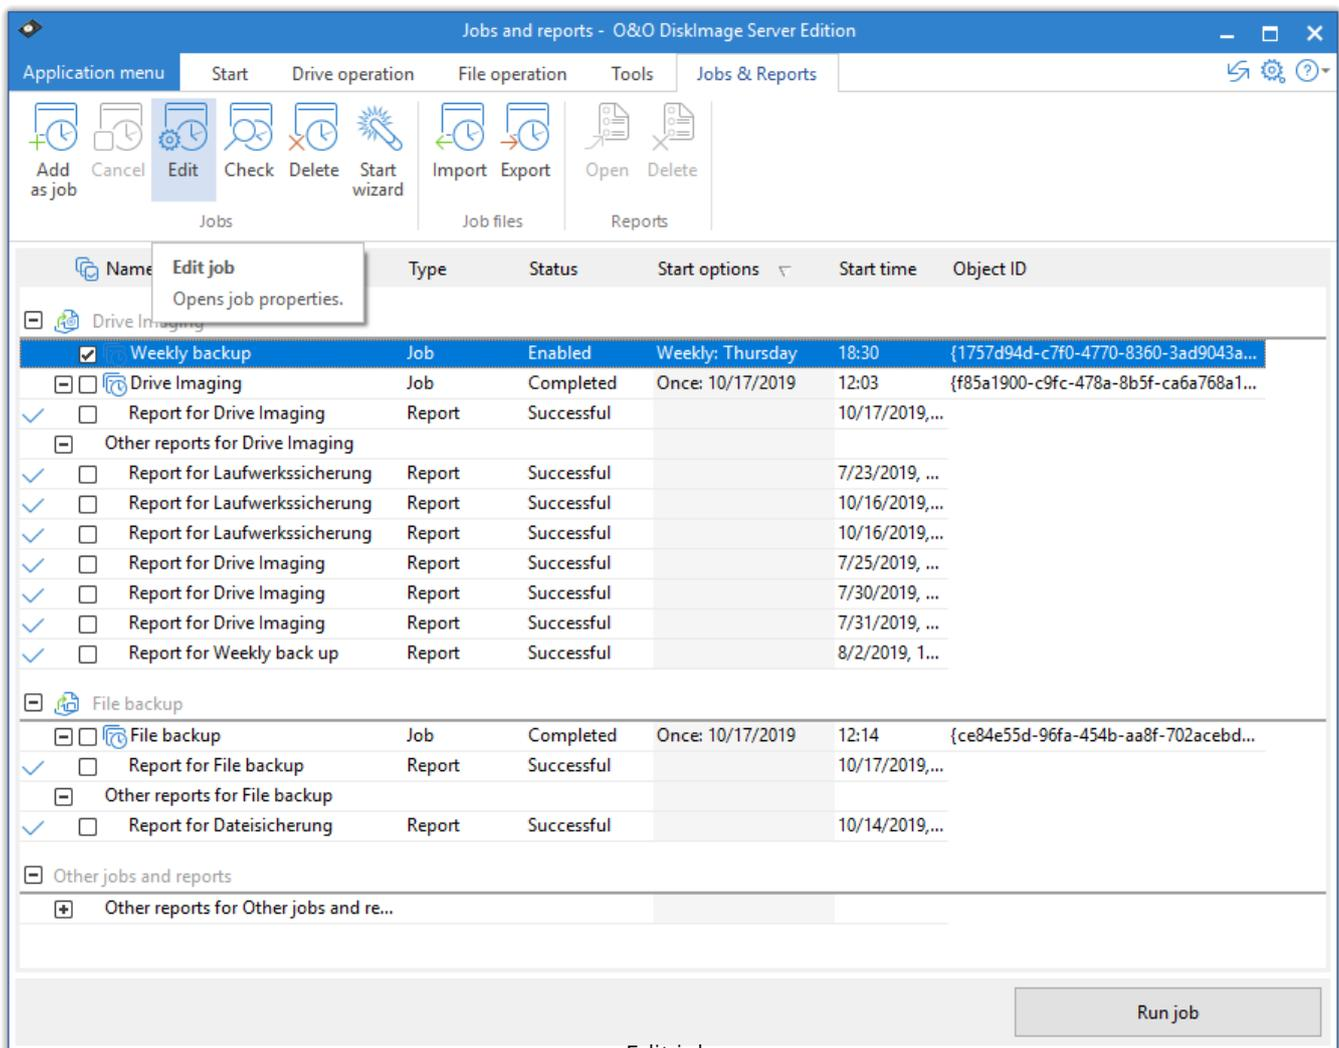 Jobs and reports - O&O DiskImage Server Edition
Application menu Start Drive operation File operation Tools Jobs & Reports
Add as job Cancel Edit Check Delete Start wizard Import Export Open Delete
Jobs Job files Reports
Name Type Status Start options Start time Object ID
Edit job
Opens job properties.
Drive Imaging
Weekly backup Job Enabled Weekly: Thursday 18:30 {1757d94d-c7f0-4770-8360-3ad9043a...
Drive Imaging Job Completed Once: 10/17/2019 12:03 {f85a1900-c9fc-478a-8b5f-ca6a768a1...
Report for Drive Imaging Report Successful 10/17/2019,...
Other reports for Drive Imaging
Report for Laufwerkssicherung Report Successful 7/23/2019, ...
Report for Laufwerkssicherung Report Successful 10/16/2019,...
Report for Laufwerkssicherung Report Successful 10/16/2019,...
Report for Drive Imaging Report Successful 7/25/2019, ...
Report for Drive Imaging Report Successful 7/30/2019, ...
Report for Drive Imaging Report Successful 7/31/2019, ...
Report for Weekly back up Report Successful 8/2/2019, 1...
File backup
File backup Job Completed Once: 10/17/2019 12:14 {ce84e55d-96fa-454b-aa8f-702acebd...
Report for File backup Report Successful 10/17/2019,...
Other reports for File backup
Report for Dateisicherung Report Successful 10/14/2019,...
Other jobs and reports
Other reports for Other jobs and re...
Run job